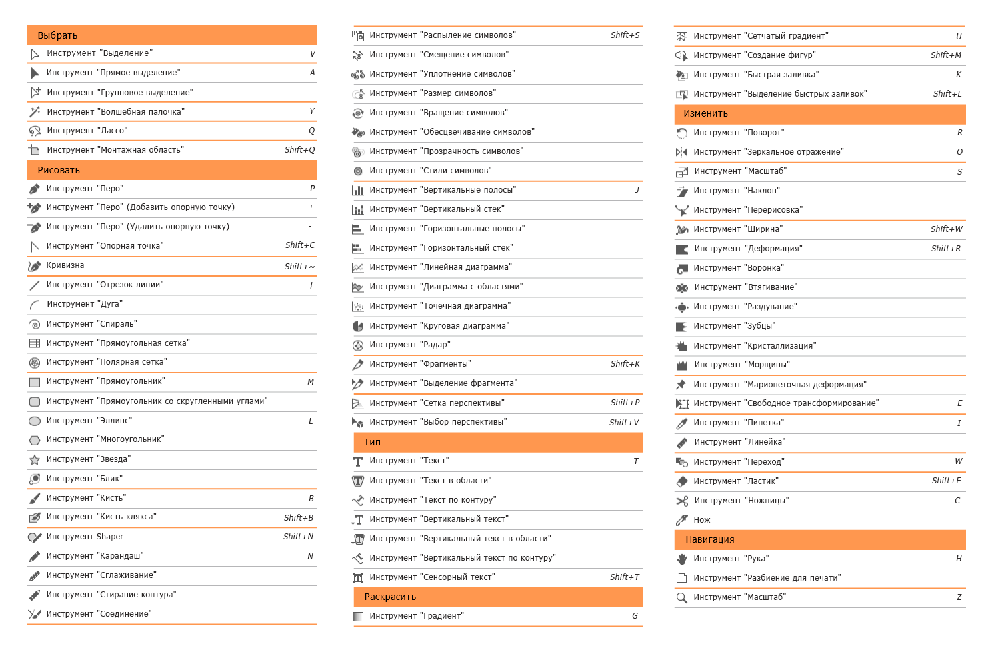 Выбрать
Инструмент "Выделение" V
Инструмент "Прямое выделение" A
Инструмент "Групповое выделение"
Инструмент "Волшебная палочка" Y
Инструмент "Лассо" Q
Инструмент "Монтажная область" Shift+Q
Рисовать
Инструмент "Перо" P
Инструмент "Перо" (Добавить опорную точку) +
Инструмент "Перо" (Удалить опорную точку) -
Инструмент "Опорная точка" Shift+C
Кривизна Shift+~
Инструмент "Отрезок линии" I
Инструмент "Дуга"
Инструмент "Спираль"
Инструмент "Прямоугольная сетка"
Инструмент "Полярная сетка"
Инструмент "Прямоугольник" M
Инструмент "Прямоугольник со скругленными углами"
Инструмент "Эллипс" L
Инструмент "Многоугольник"
Инструмент "Звезда"
Инструмент "Блик"
Инструмент "Кисть" B
Инструмент "Кисть-клякса" Shift+B
Инструмент Shaper Shift+N
Инструмент "Карандаш" N
Инструмент "Сглаживание"
Инструмент "Стирание контура"
Инструмент "Соединение"
Инструмент "Распыление символов" Shift+S
Инструмент "Смещение символов"
Инструмент "Уплотнение символов"
Инструмент "Размер символов"
Инструмент "Вращение символов"
Инструмент "Обесцвечивание символов"
Инструмент "Прозрачность символов"
Инструмент "Стили символов"
Инструмент "Вертикальные полосы" J
Инструмент "Вертикальный стек"
Инструмент "Горизонтальные полосы"
Инструмент "Горизонтальный стек"
Инструмент "Линейная диаграмма"
Инструмент "Диаграмма с областями"
Инструмент "Точечная диаграмма"
Инструмент "Круговая диаграмма"
Инструмент "Радар"
Инструмент "Фрагменты" Shift+K
Инструмент "Выделение фрагмента"
Инструмент "Сетка перспективы" Shift+P
Инструмент "Выбор перспективы" Shift+V
Тип
Инструмент "Текст" T
Инструмент "Текст в области"
Инструмент "Текст по контуру"
Инструмент "Вертикальный текст"
Инструмент "Вертикальный текст в области"
Инструмент "Вертикальный текст по контуру"
Инструмент "Сенсорный текст" Shift+T
Раскрасить
Инструмент "Градиент" G
Инструмент "Сетчатый градиент" U
Инструмент "Создание фигур" Shift+M
Инструмент "Быстрая заливка" K
Инструмент "Выделение быстрых заливок" Shift+L
Изменить
Инструмент "Поворот" R
Инструмент "Зеркальное отражение" O
Инструмент "Масштаб" S
Инструмент "Наклон"
Инструмент "Перерисовка"
Инструмент "Ширина" Shift+W
Инструмент "Деформация" Shift+R
Инструмент "Воронка"
Инструмент "Втягивание"
Инструмент "Раздувание"
Инструмент "Зубцы"
Инструмент "Кристаллизация"
Инструмент "Морщины"
Инструмент "Марионеточная деформация"
Инструмент "Свободное трансформирование" E
Инструмент "Пипетка" I
Инструмент "Линейка"
Инструмент "Переход" W
Инструмент "Ластик" Shift+E
Инструмент "Ножницы" C
Нож
Навигация
Инструмент "Рука" H
Инструмент "Разбиение для печати"
Инструмент "Масштаб" Z